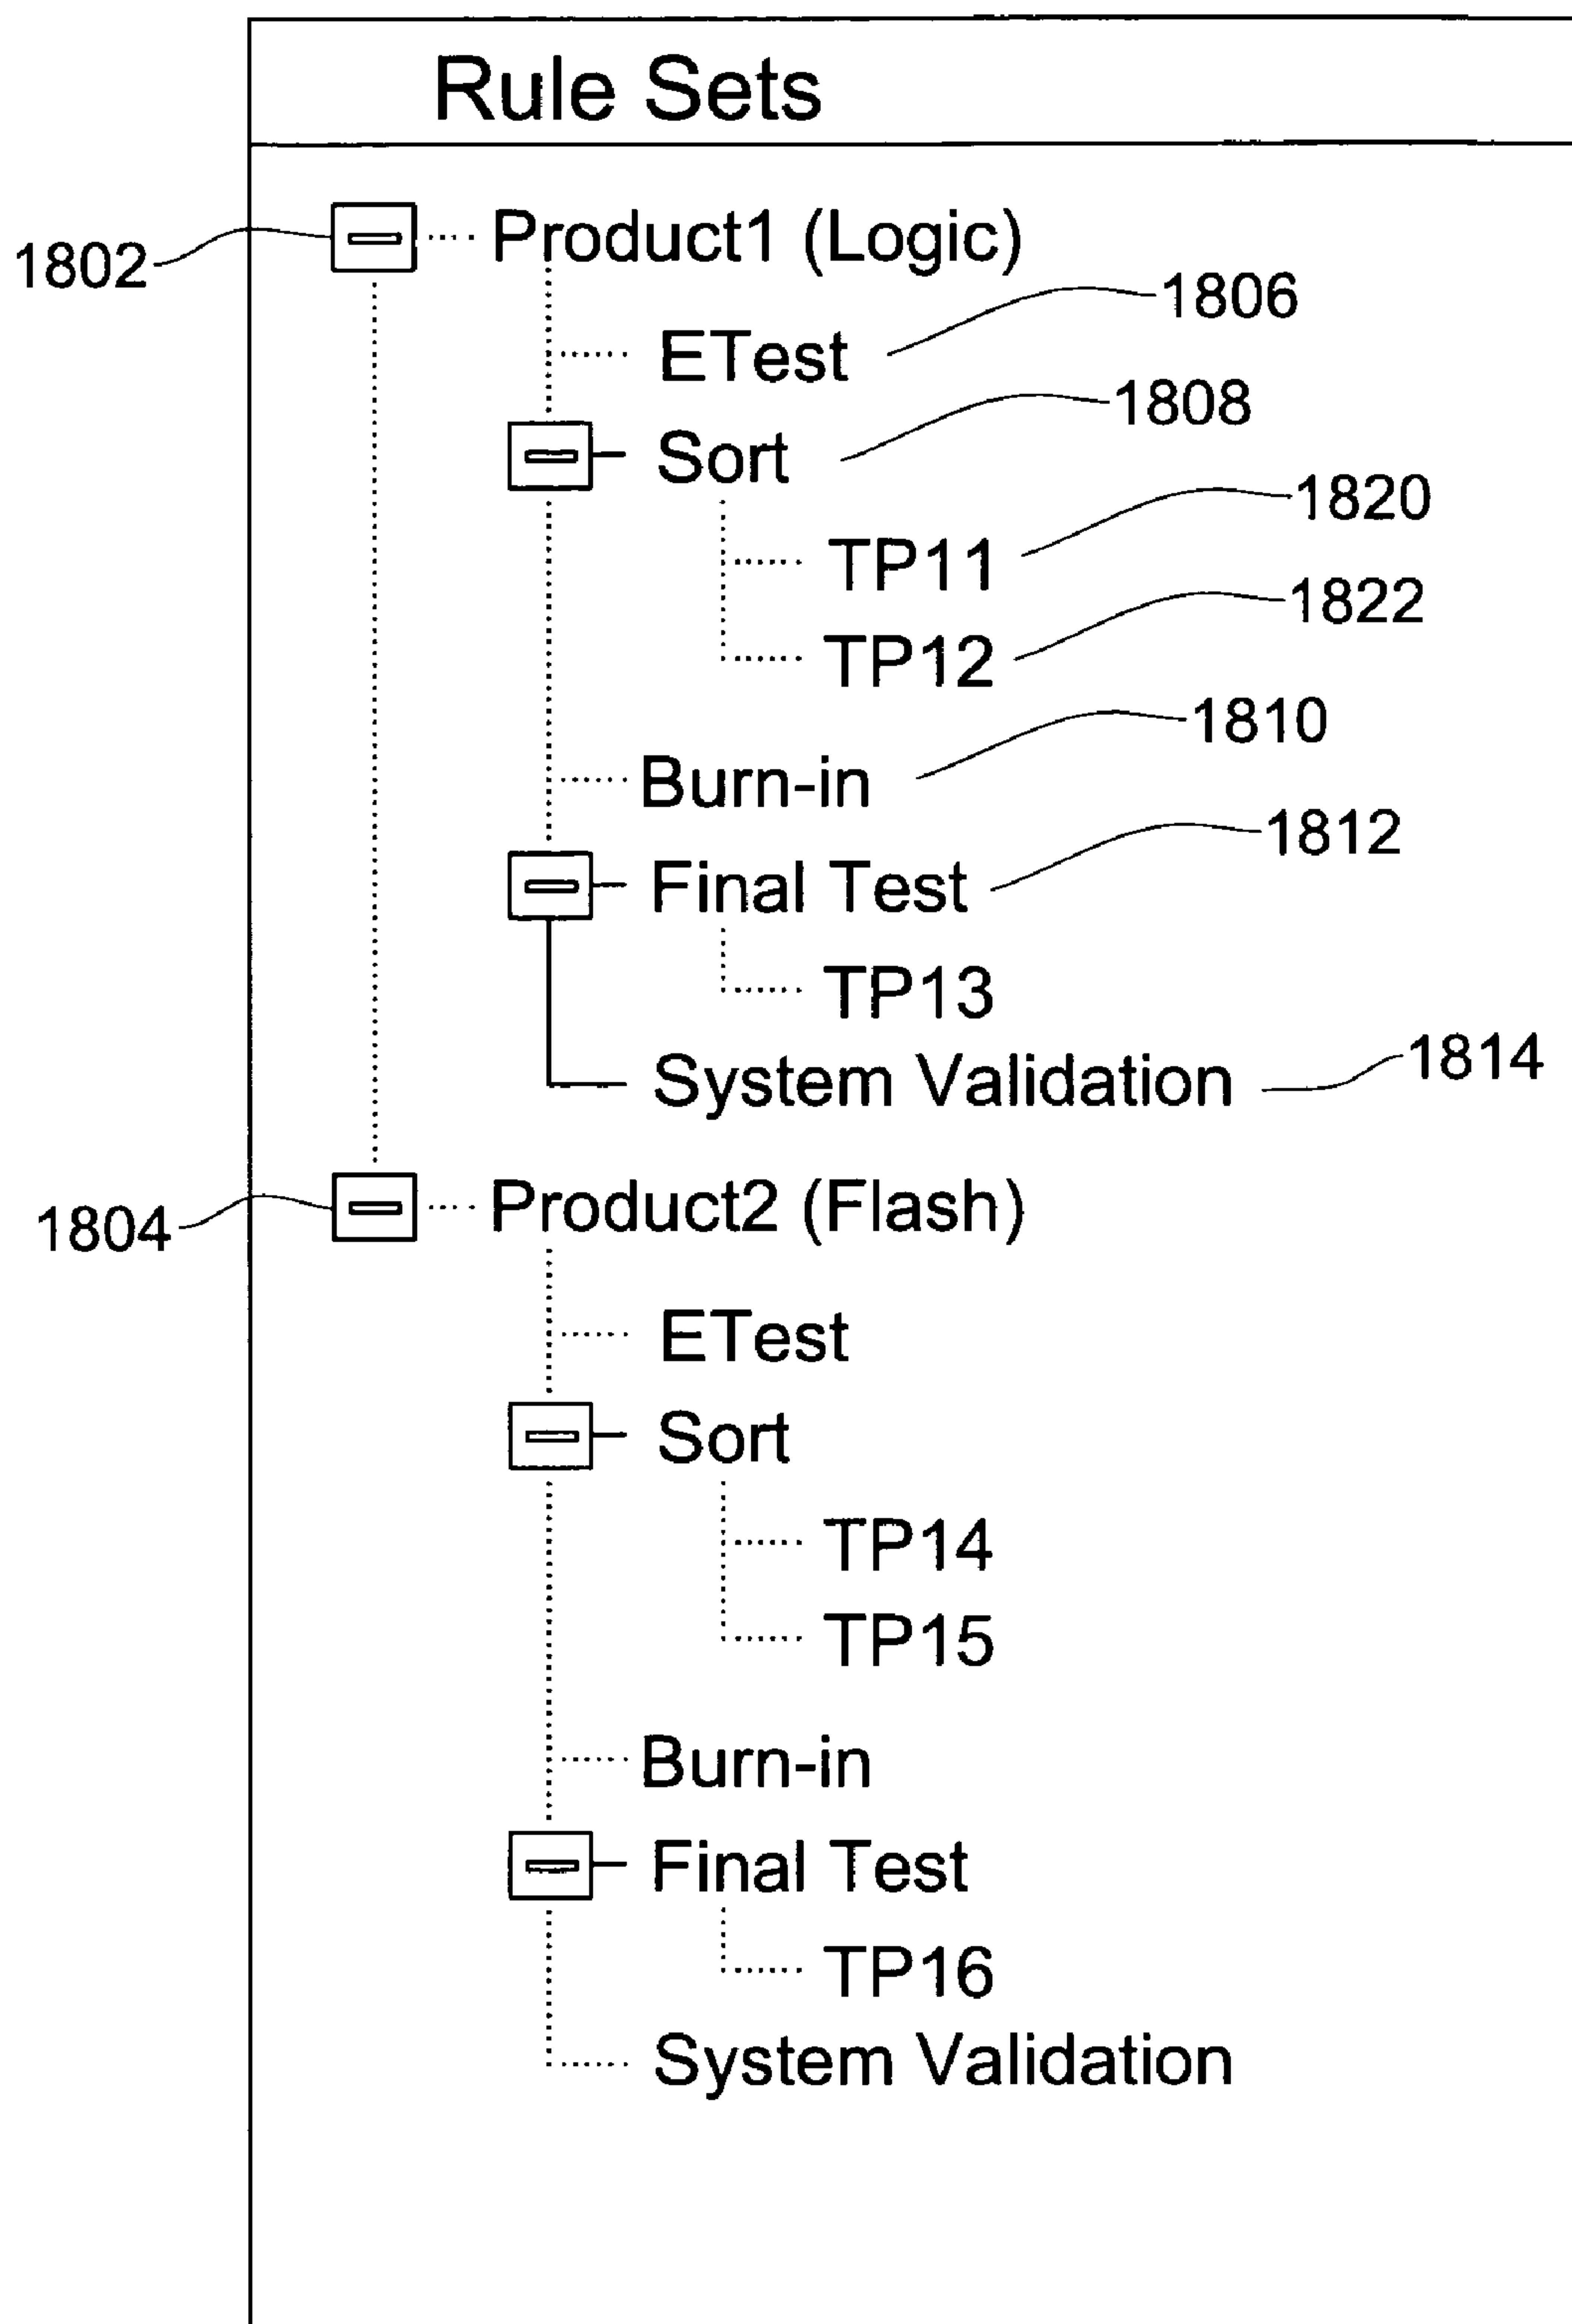 Rule Sets
1802 Product1 (Logic)
1806
ETest
1808
Sort
1820
TP11
1822
TP12
1810
Burn-in
1812
Final Test
TP13
1814
System Validation
1804 Product2 (Flash)
ETest
Sort
TP14
TP15
Burn-in
Final Test
TP16
System Validation